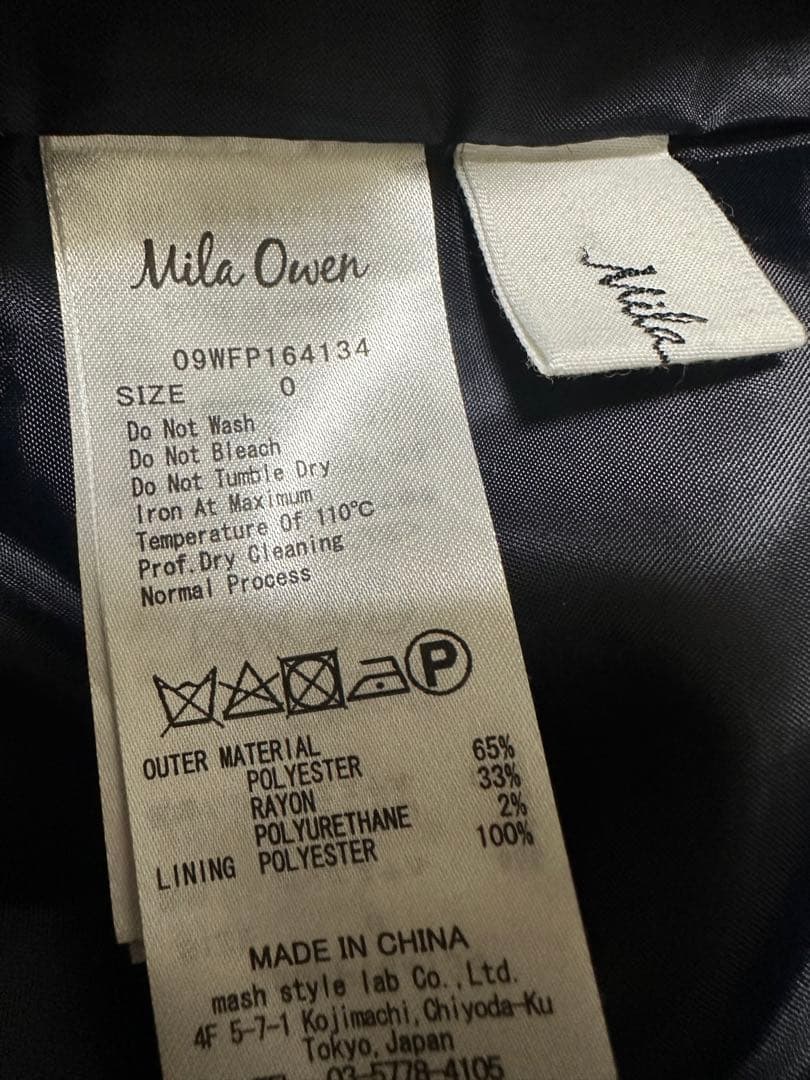 Mila Owen
09WFP164134
SIZE 0
Do Not Wash
Do Not Bleach
Do Not Tumble Dry
Iron At Maximum
Temperature Of 110℃
Prof.Dry Cleaning
Normal Process
P
OUTER MATERIAL
POLYESTER 65%
RAYON 33%
POLYURETHANE 2%
LINING POLYESTER 100%
MADE IN CHINA
mash style lab Co.,Ltd.
4F 5-7-1 Kojimachi,Chiyoda-Ku
Tokyo,Japan
03-5778-4105
Mila